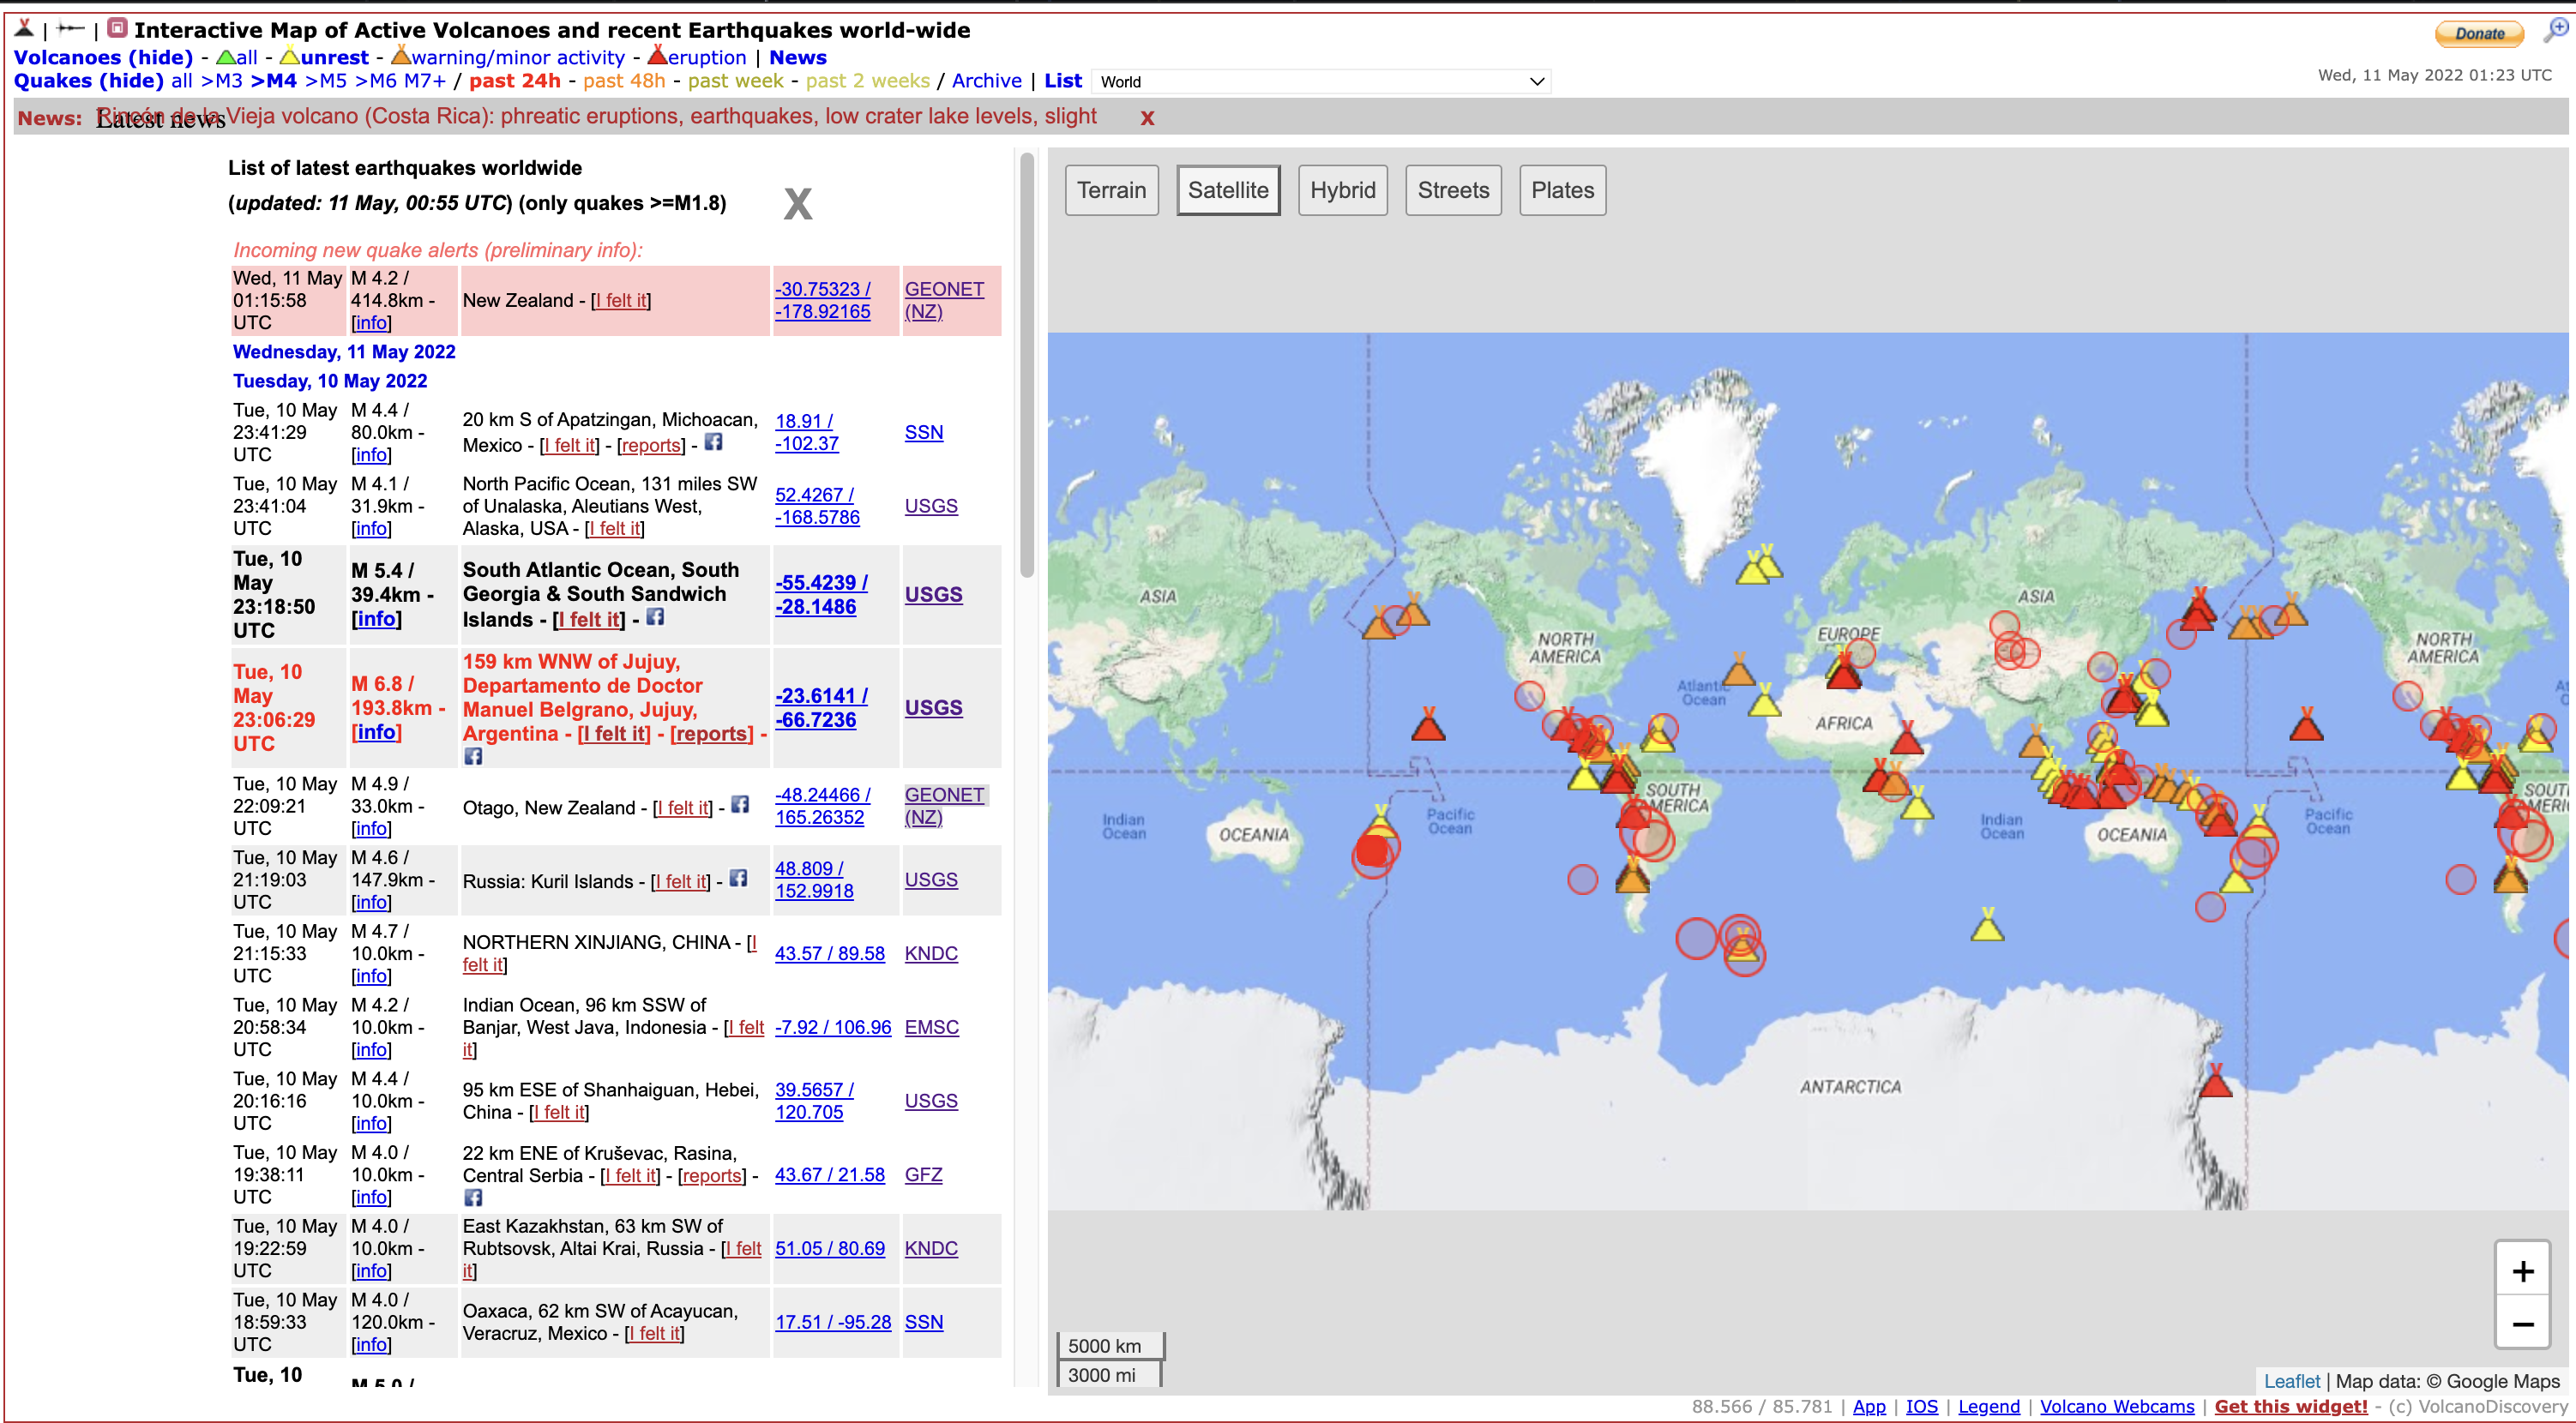 | | Interactive Map of Active Volcanoes and recent Earthquakes world-wide
Donate
Volcanoes (hide) - all - unrest - warning/minor activity - eruption | News
Quakes (hide) all >M3 >M4 >M5 >M6 M7+ / past 24h - past 48h - past week - past 2 weeks / Archive | List World
Wed, 11 May 2022 01:23 UTC
News: Latest news
Rincón de la Vieja volcano (Costa Rica): phreatic eruptions, earthquakes, low crater lake levels, slight x
List of latest earthquakes worldwide
(updated: 11 May, 00:55 UTC) (only quakes >=M1.8)
X
Incoming new quake alerts (preliminary info):
Wed, 11 May
01:15:58
UTC
M 4.2 /
414.8km -
[info]
New Zealand - [I felt it]
-30.75323 /
-178.92165
GEONET
(NZ)
Wednesday, 11 May 2022
Tuesday, 10 May 2022
Tue, 10 May
23:41:29
UTC
M 4.4 /
80.0km -
[info]
20 km S of Apatzingan, Michoacan,
Mexico - [I felt it] - [reports] -
18.91 /
-102.37
SSN
Tue, 10 May
23:41:04
UTC
M 4.1 /
31.9km -
[info]
North Pacific Ocean, 131 miles SW
of Unalaska, Aleutians West,
Alaska, USA - [I felt it]
52.4267 /
-168.5786
USGS
Tue, 10
May
23:18:50
UTC
M 5.4 /
39.4km -
[info]
South Atlantic Ocean, South
Georgia & South Sandwich
Islands - [I felt it] -
-55.4239 /
-28.1486
USGS
Tue, 10
May
23:06:29
UTC
M 6.8 /
193.8km -
[info]
159 km WNW of Jujuy,
Departamento de Doctor
Manuel Belgrano, Jujuy,
Argentina - [I felt it] - [reports] -
-23.6141 /
-66.7236
USGS
Tue, 10 May
22:09:21
UTC
M 4.9 /
33.0km -
[info]
Otago, New Zealand - [I felt it] -
-48.24466 /
165.26352
GEONET
(NZ)
Tue, 10 May
21:19:03
UTC
M 4.6 /
147.9km -
[info]
Russia: Kuril Islands - [I felt it] -
48.809 /
152.9918
USGS
Tue, 10 May
21:15:33
UTC
M 4.7 /
10.0km -
[info]
NORTHERN XINJIANG, CHINA - [I
felt it]
43.57 / 89.58
KNDC
Tue, 10 May
20:58:34
UTC
M 4.2 /
10.0km -
[info]
Indian Ocean, 96 km SSW of
Banjar, West Java, Indonesia - [I felt
it]
-7.92 / 106.96
EMSC
Tue, 10 May
20:16:16
UTC
M 4.4 /
10.0km -
[info]
95 km ESE of Shanhaiguan, Hebei,
China - [I felt it]
39.5657 /
120.705
USGS
Tue, 10 May
19:38:11
UTC
M 4.0 /
10.0km -
[info]
22 km ENE of Kruševac, Rasina,
Central Serbia - [I felt it] - [reports] -
43.67 / 21.58
GFZ
Tue, 10 May
19:22:59
UTC
M 4.0 /
10.0km -
[info]
East Kazakhstan, 63 km SW of
Rubtsovsk, Altai Krai, Russia - [I felt
it]
51.05 / 80.69
KNDC
Tue, 10 May
18:59:33
UTC
M 4.0 /
120.0km -
[info]
Oaxaca, 62 km SW of Acayucan,
Veracruz, Mexico - [I felt it]
17.51 / -95.28
SSN
Tue, 10
M 5.0 /
Terrain
Satellite
Hybrid
Streets
Plates
ASIA
NORTH
AMERICA
EUROPE
ASIA
NORTH
AMERICA
Atlantic
Ocean
AFRICA
SOUTH
AMERICA
Indian
Ocean
OCEANIA
Pacific
Ocean
Indian
Ocean
OCEANIA
Pacific
Ocean
ANTARCTICA
+
−
5000 km
3000 mi
Leaflet | Map data: © Google Maps
88.566 / 85.781 | App | IOS | Legend | Volcano Webcams | Get this widget! - (c) VolcanoDiscovery